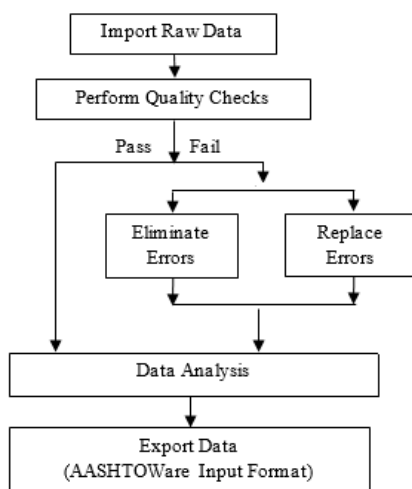 Import Raw Data
Perform Quality Checks
Pass Fail
Eliminate
Errors
Replace
Errors
Data Analysis
Export Data
(AASHTOWare Input Format)